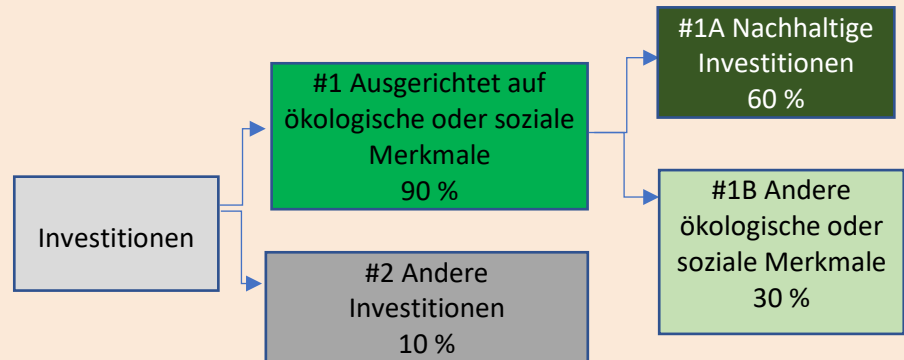 Investitionen
#1 Ausgerichtet auf
ökologische oder soziale
Merkmale
90 %
#2 Andere
Investitionen
10 %
#1A Nachhaltige
Investitionen
60 %
#1B Andere
ökologische oder
soziale Merkmale
30 %